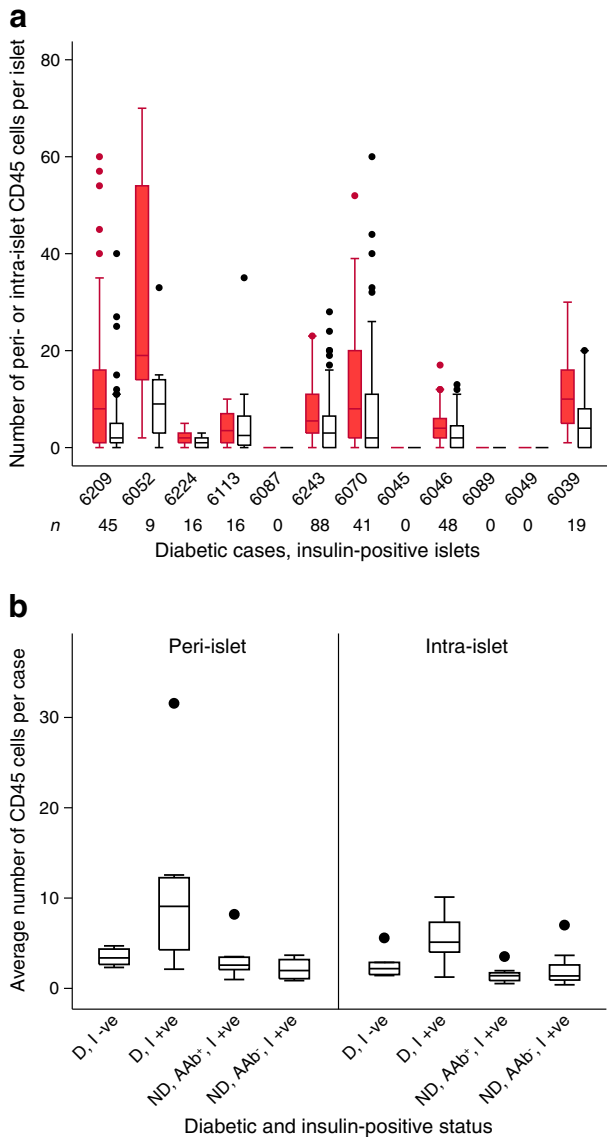 a
Number of peri- or intra-islet CD45 cells per islet
80
60
40
20
0
6209 6052 6224 6113 6087 6243 6070 6045 6046 6089 6049 6039
n 45 9 16 16 0 88 41 0 48 0 0 19
Diabetic cases, insulin-positive islets
b
Peri-islet Intra-islet
Average number of CD45 cells per case
30
20
10
0
D, I -ve D, I +ve ND, AAb⁺, I +ve ND, AAb⁻, I +ve D, I -ve D, I +ve ND, AAb⁺, I +ve ND, AAb⁻, I +ve
Diabetic and insulin-positive status